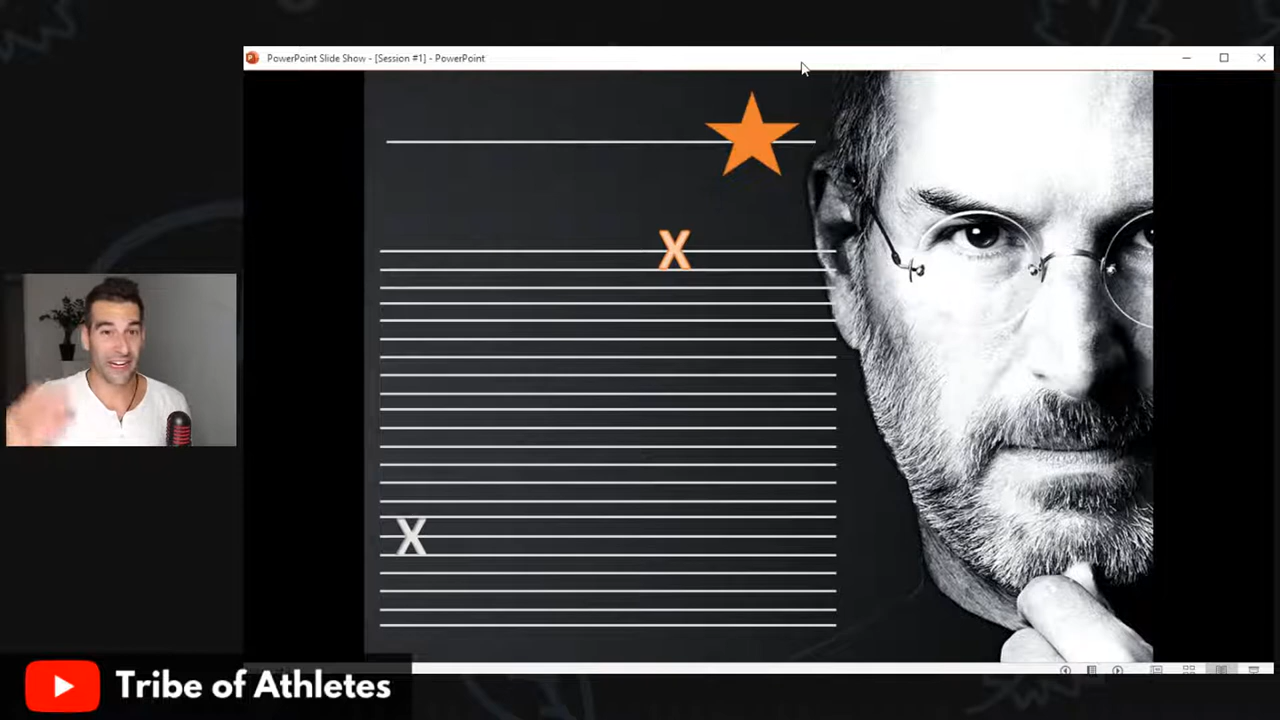 PowerPoint Slide Show - [Session #1] - PowerPoint
X
X
Tribe of Athletes